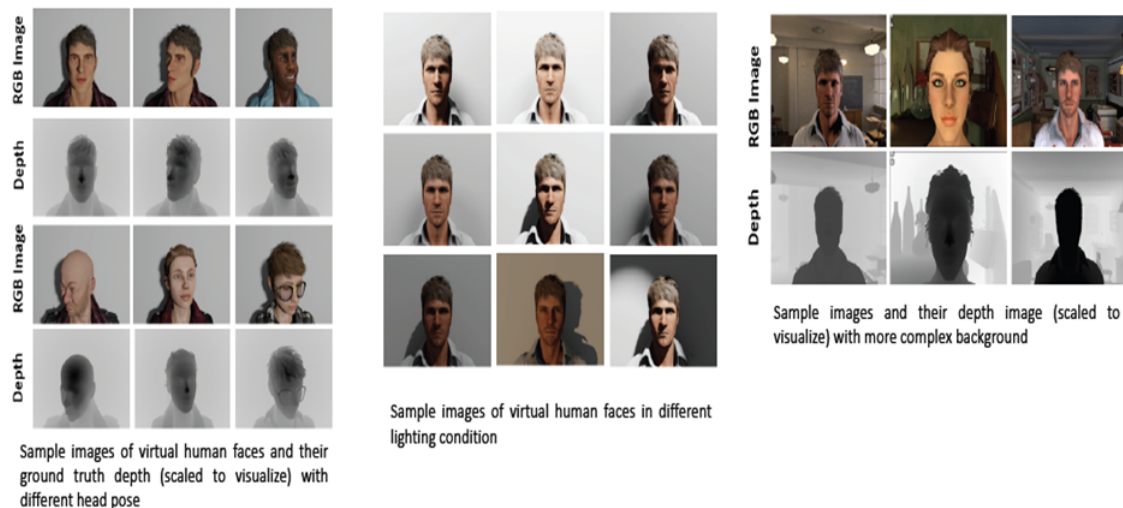 RGB Image
Depth
RGB Image
Depth
Sample images of virtual human faces and their
ground truth depth (scaled to visualize) with
different head pose
Sample images of virtual human faces in different
lighting condition
RGB Image
Depth
Sample images and their depth image (scaled to
visualize) with more complex background